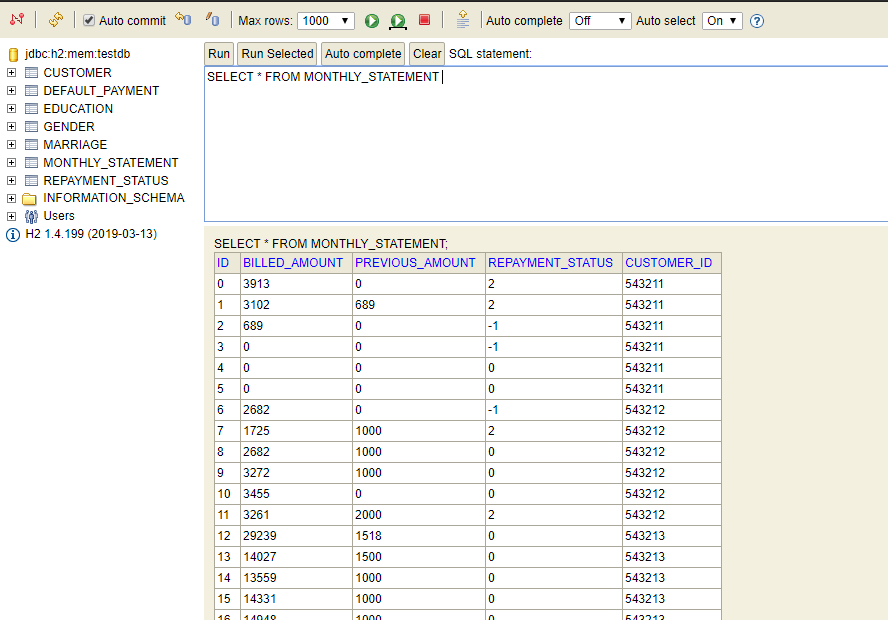 Auto commit Max rows: 1000 Auto complete Off Auto select On
jdbc:h2:mem:testdb
CUSTOMER
DEFAULT_PAYMENT
EDUCATION
GENDER
MARRIAGE
MONTHLY_STATEMENT
REPAYMENT_STATUS
INFORMATION_SCHEMA
Users
H2 1.4.199 (2019-03-13)
Run Run Selected Auto complete Clear SQL statement:
SELECT * FROM MONTHLY_STATEMENT
SELECT * FROM MONTHLY_STATEMENT;
ID BILLED_AMOUNT PREVIOUS_AMOUNT REPAYMENT_STATUS CUSTOMER_ID
0 3913 0 2 543211
1 3102 689 2 543211
2 689 0 -1 543211
3 0 0 -1 543211
4 0 0 0 543211
5 0 0 0 543211
6 2682 0 -1 543212
7 1725 1000 2 543212
8 2682 1000 0 543212
9 3272 1000 0 543212
10 3455 0 0 543212
11 3261 2000 2 543212
12 29239 1518 0 543213
13 14027 1500 0 543213
14 13559 1000 0 543213
15 14331 1000 0 543213
16 14948 1000 0 543213